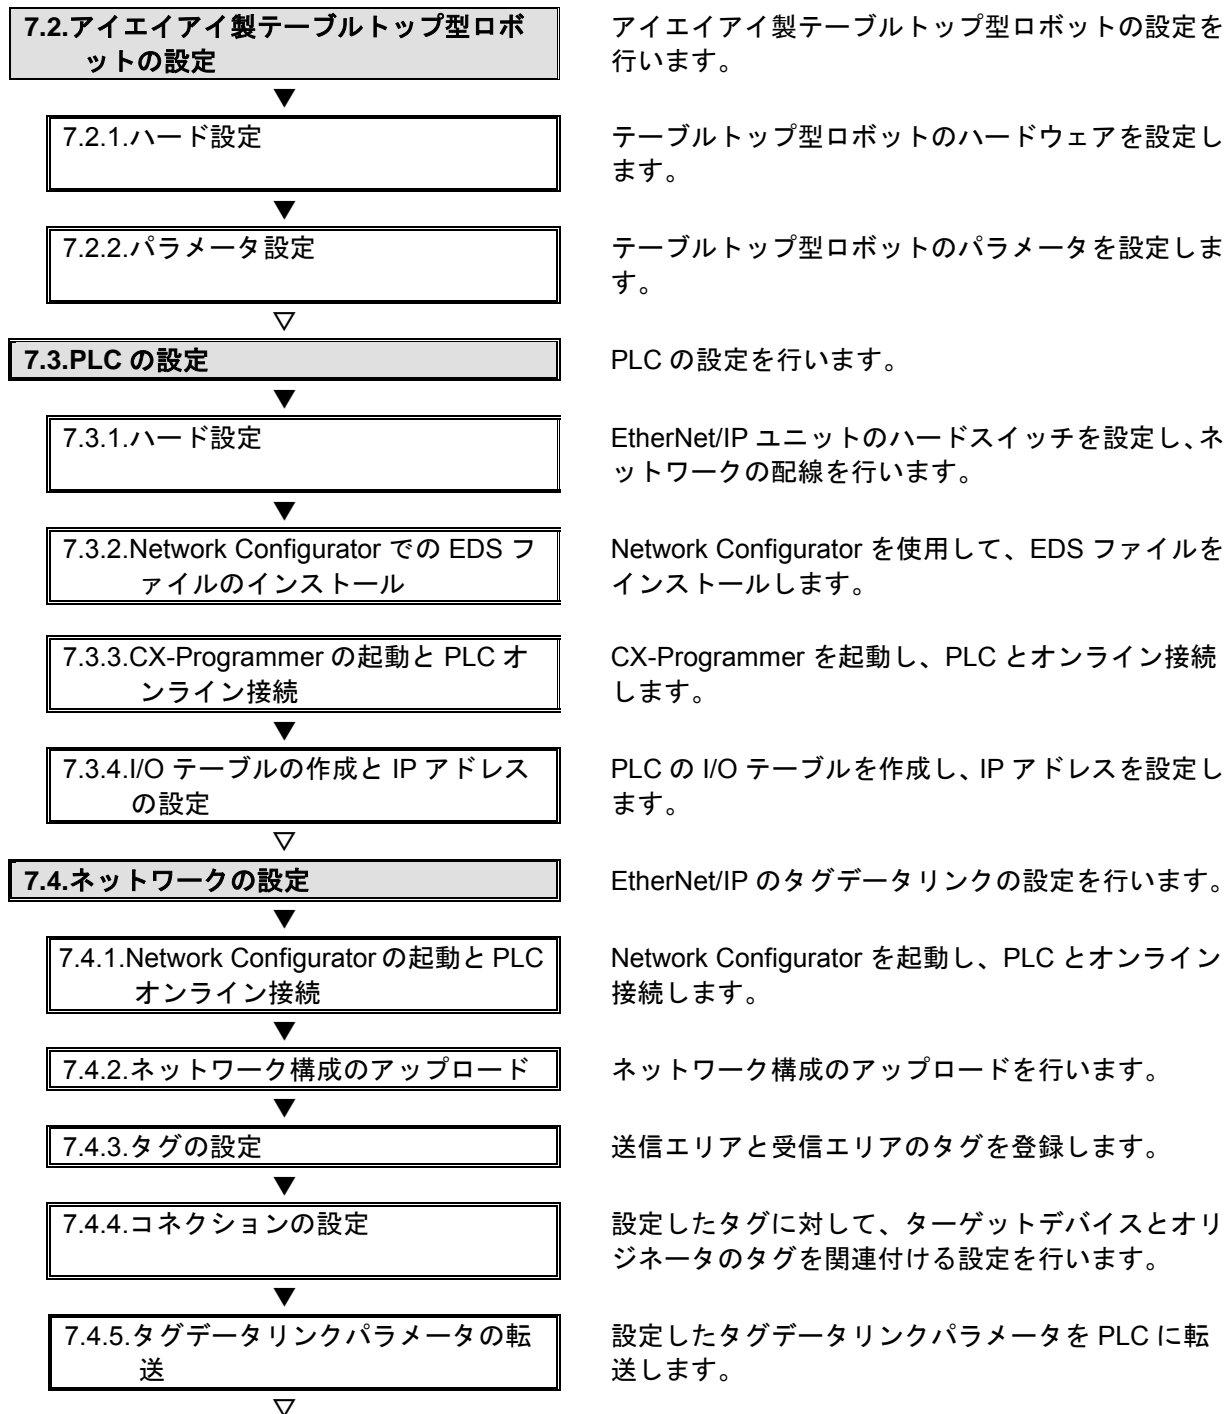 7.2.アイエイアイ製テーブルトップ型ロボ
ットの設定
アイエイアイ製テーブルトップ型ロボットの設定を
行います。
▼
7.2.1.ハード設定
テーブルトップ型ロボットのハードウェアを設定し
ます。
▼
7.2.2.パラメータ設定
テーブルトップ型ロボットのパラメータを設定しま
す。
▽
7.3.PLC の設定
PLC の設定を行います。
▼
7.3.1.ハード設定
EtherNet/IP ユニットのハードスイッチを設定し、ネ
ットワークの配線を行います。
▼
7.3.2.Network Configurator での EDS フ
ァイルのインストール
Network Configurator を使用して、EDS ファイルを
インストールします。
7.3.3.CX-Programmer の起動と PLC オ
ンライン接続
CX-Programmer を起動し、PLC とオンライン接続
します。
▼
7.3.4.I/O テーブルの作成と IP アドレス
の設定
PLC の I/O テーブルを作成し、IP アドレスを設定し
ます。
▽
7.4.ネットワークの設定
EtherNet/IP のタグデータリンクの設定を行います。
▼
7.4.1.Network Configurator の起動と PLC
オンライン接続
Network Configurator を起動し、PLC とオンライン
接続します。
▼
7.4.2.ネットワーク構成のアップロード
ネットワーク構成のアップロードを行います。
▼
7.4.3.タグの設定
送信エリアと受信エリアのタグを登録します。
▼
7.4.4.コネクションの設定
設定したタグに対して、ターゲットデバイスとオリ
ジネータのタグを関連付ける設定を行います。
▼
7.4.5.タグデータリンクパラメータの転
送
設定したタグデータリンクパラメータを PLC に転
送します。
▽